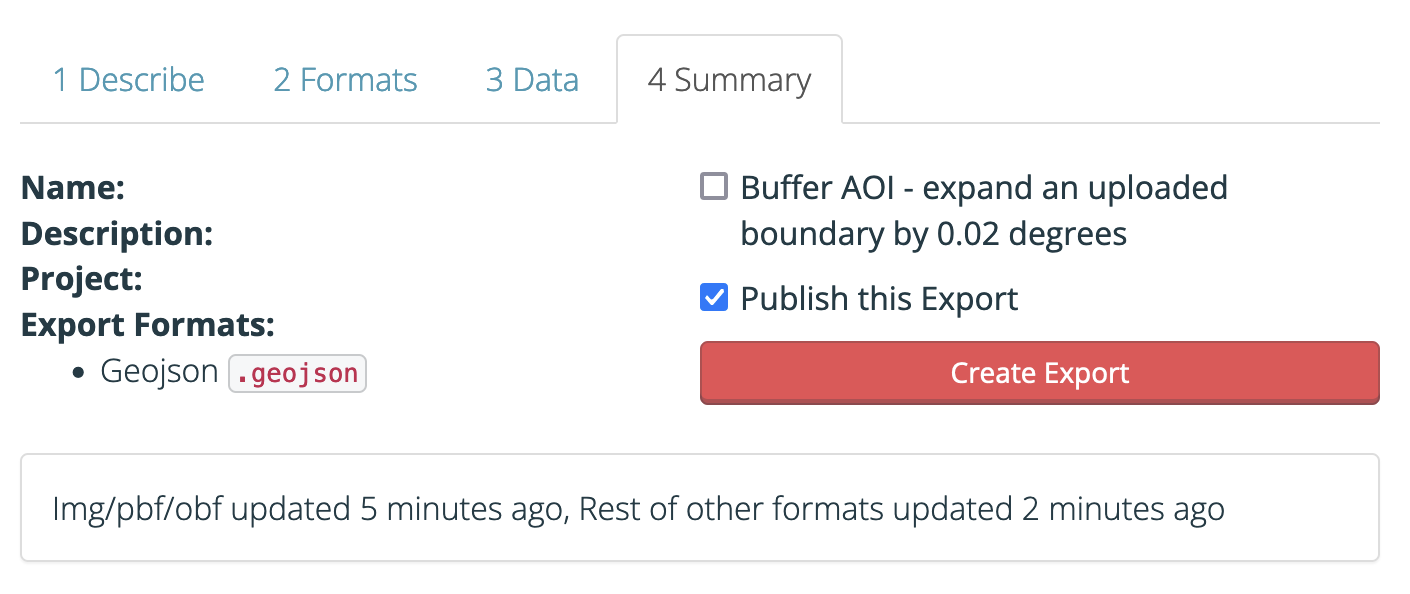 1 Describe 2 Formats 3 Data 4 Summary
Name:
Description:
Project:
Export Formats:
• Geojson .geojson
Buffer AOI - expand an uploaded
boundary by 0.02 degrees
Publish this Export
Create Export
Img/pbf/obf updated 5 minutes ago, Rest of other formats updated 2 minutes ago